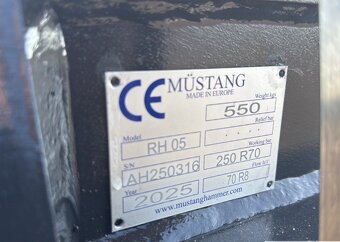 CE MÜSTANG
MADE IN EUROPE
Weight kgs
550
Relief bar
. . . .
Model
RH 05
Working bar
250 R70
S/N
AH250316
Year
2025
70 R8
www.mustanghammer.com